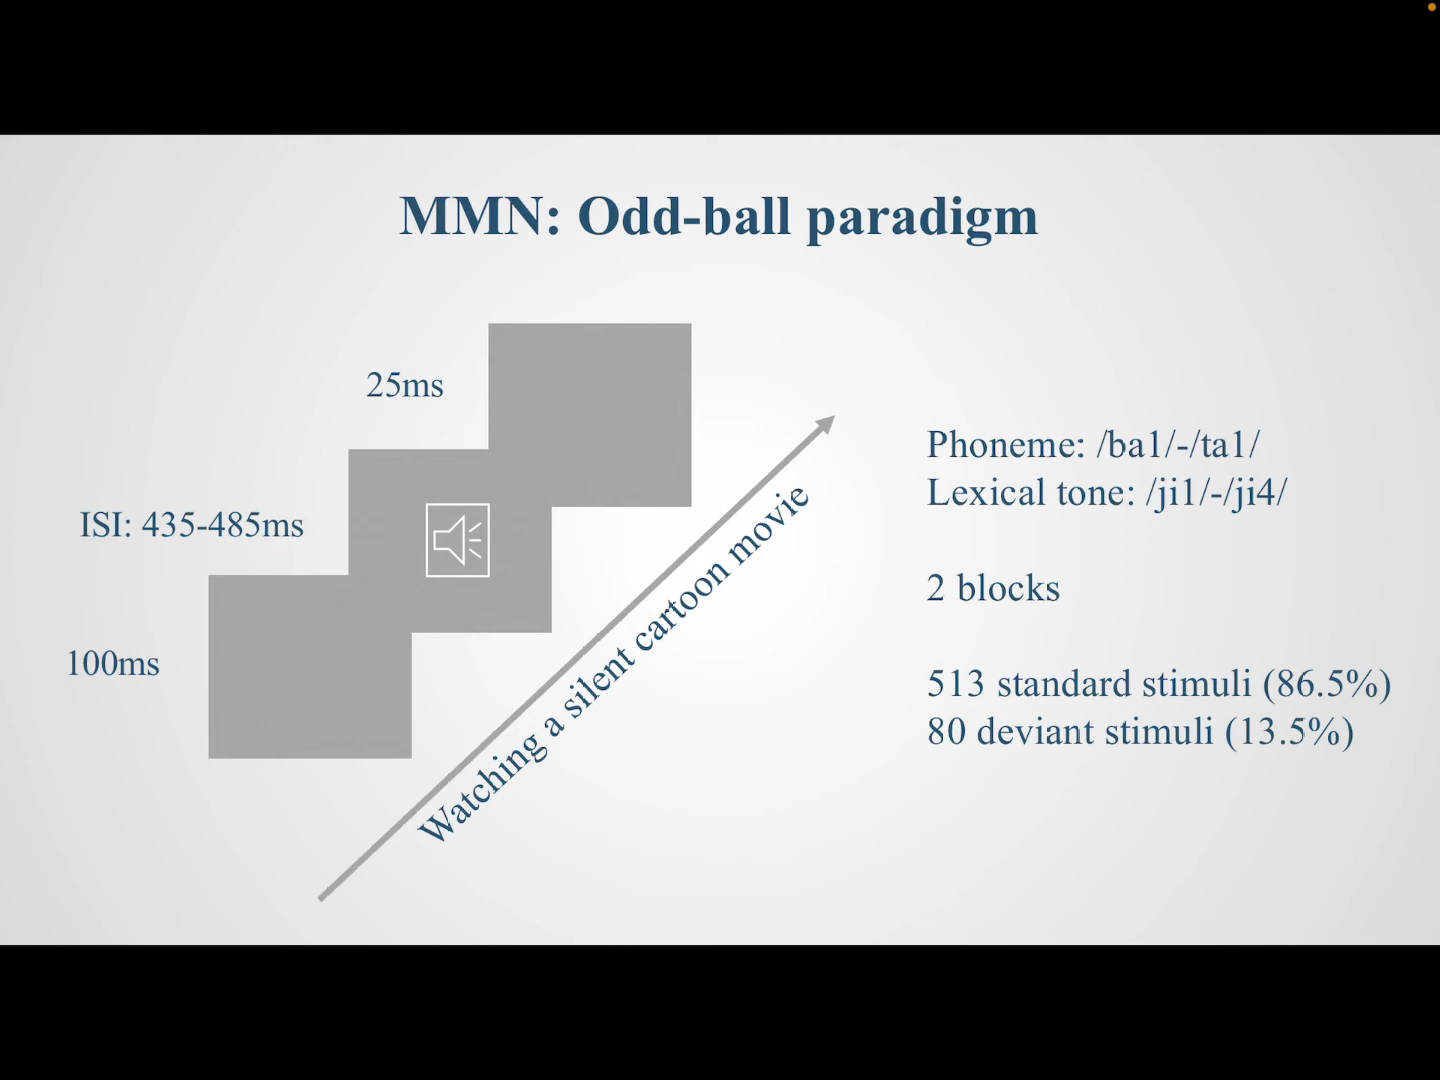 MMN: Odd-ball paradigm
25ms
ISI: 435-485ms
100ms
Watching a silent cartoon movie
Phoneme: /ba1/-/ta1/
Lexical tone: /ji1/-/ji4/
2 blocks
513 standard stimuli (86.5%)
80 deviant stimuli (13.5%)